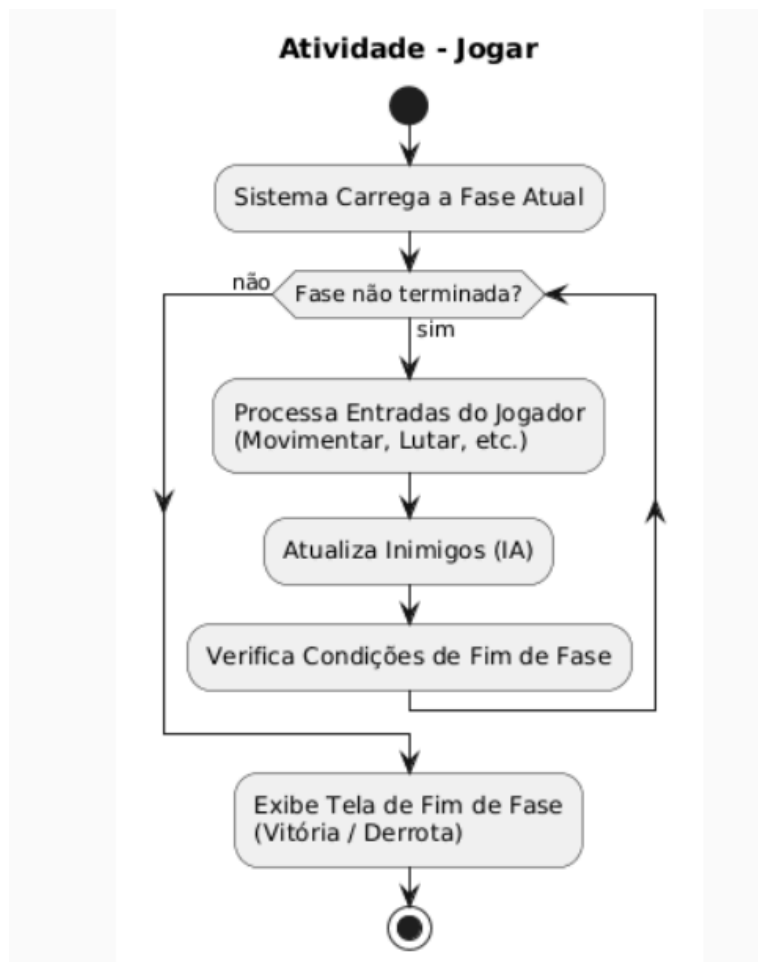 Atividade - Jogar
Sistema Carrega a Fase Atual
não
Fase não terminada?
sim
Processa Entradas do Jogador
(Movimentar, Lutar, etc.)
Atualiza Inimigos (IA)
Verifica Condições de Fim de Fase
Exibe Tela de Fim de Fase
(Vitória / Derrota)